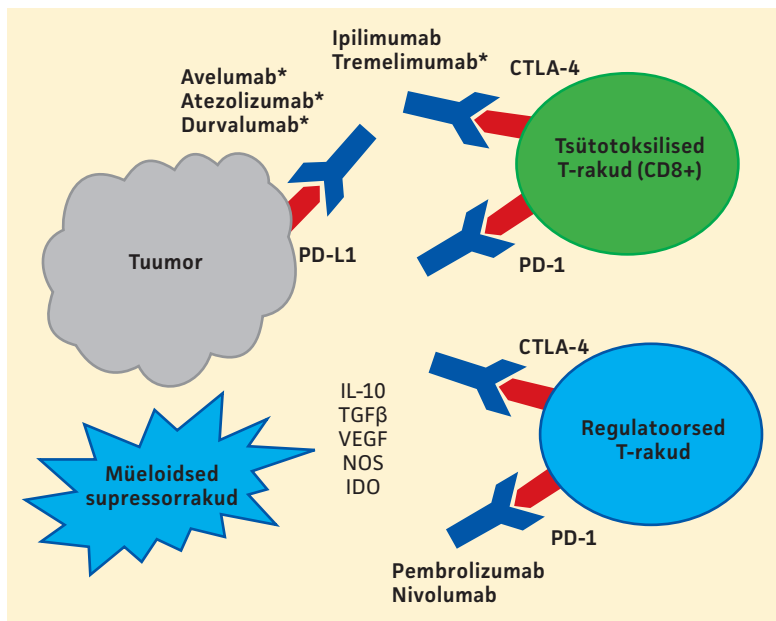 Ipilimumab
Tremelimumab*
CTLA-4
Avelumab*
Atezolizumab*
Durvalumab*
Tsütotoksilised
T-rakud (CD8+)
Tuumor
PD-L1
PD-1
CTLA-4
IL-10
TGFβ
VEGF
NOS
IDO
Regulatoorsed
T-rakud
Müeloidsed
supressorrakud
PD-1
Pembrolizumab
Nivolumab